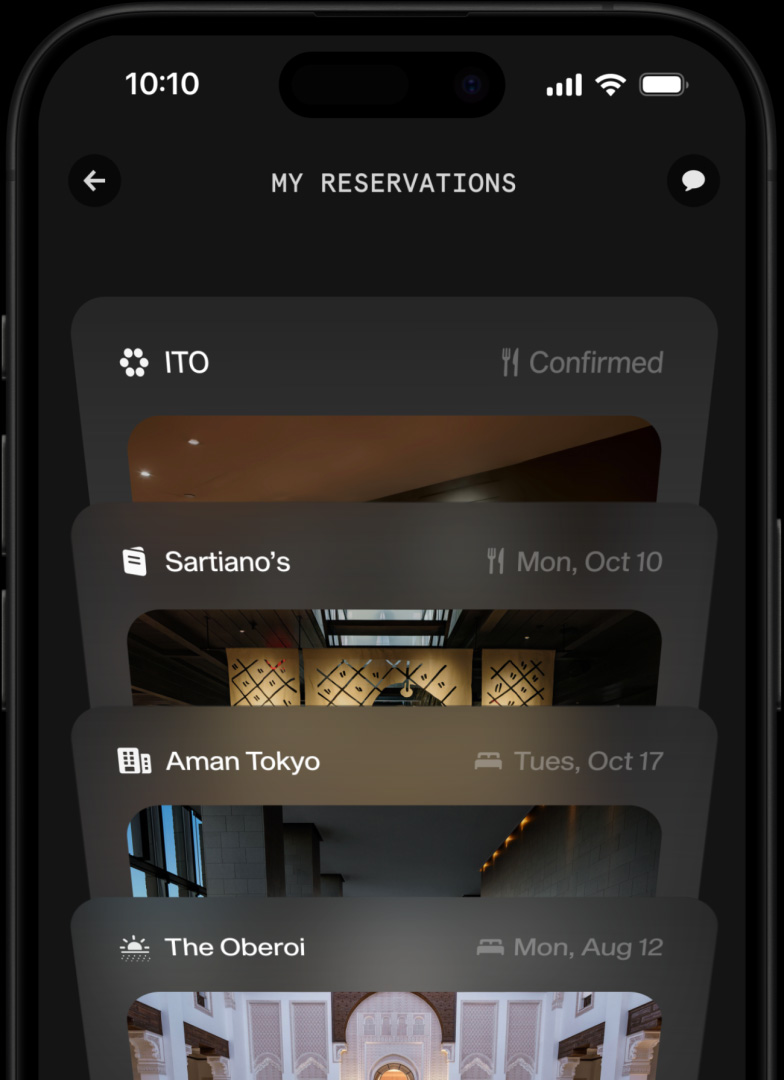 10:10
MY RESERVATIONS
ITO Confirmed
Sartiano’s Mon, Oct 10
Aman Tokyo Tues, Oct 17
The Oberoi Mon, Aug 12